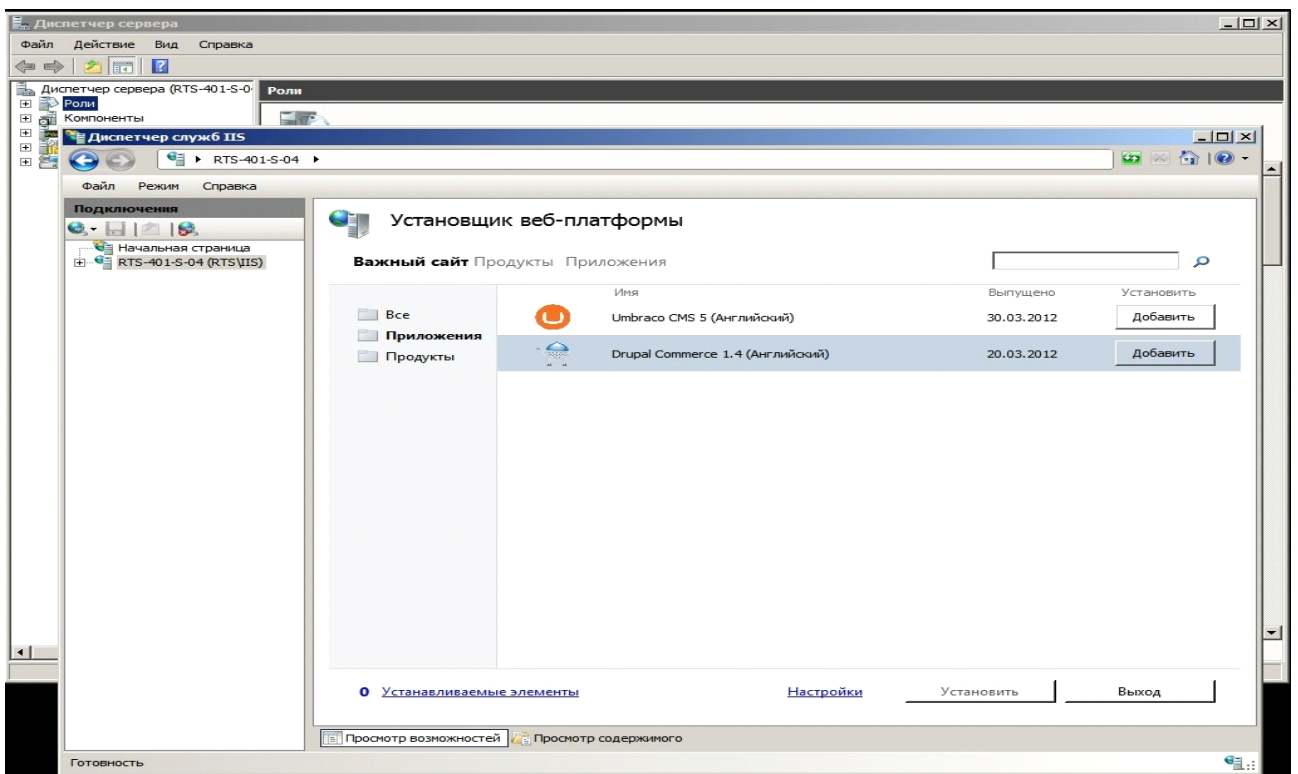 Диспетчер сервера
Файл Действие Вид Справка
Диспетчер сервера (RTS-401-S-0
Роли
Роли
Компоненты
Диспетчер служб IIS
RTS-401-S-04
Файл Режим Справка
Подключения
Начальная страница
RTS-401-S-04 (RTS\IIS)
Установщик веб-платформы
Важный сайт Продукты Приложения
Все
Приложения
Продукты
Имя Выпущено Установить
Umbraco CMS 5 (Английский) 30.03.2012 Добавить
Drupal Commerce 1.4 (Английский) 20.03.2012 Добавить
0 Устанавливаемые элементы Настройки Установить Выход
Просмотр возможностей Просмотр содержимого
Готовность